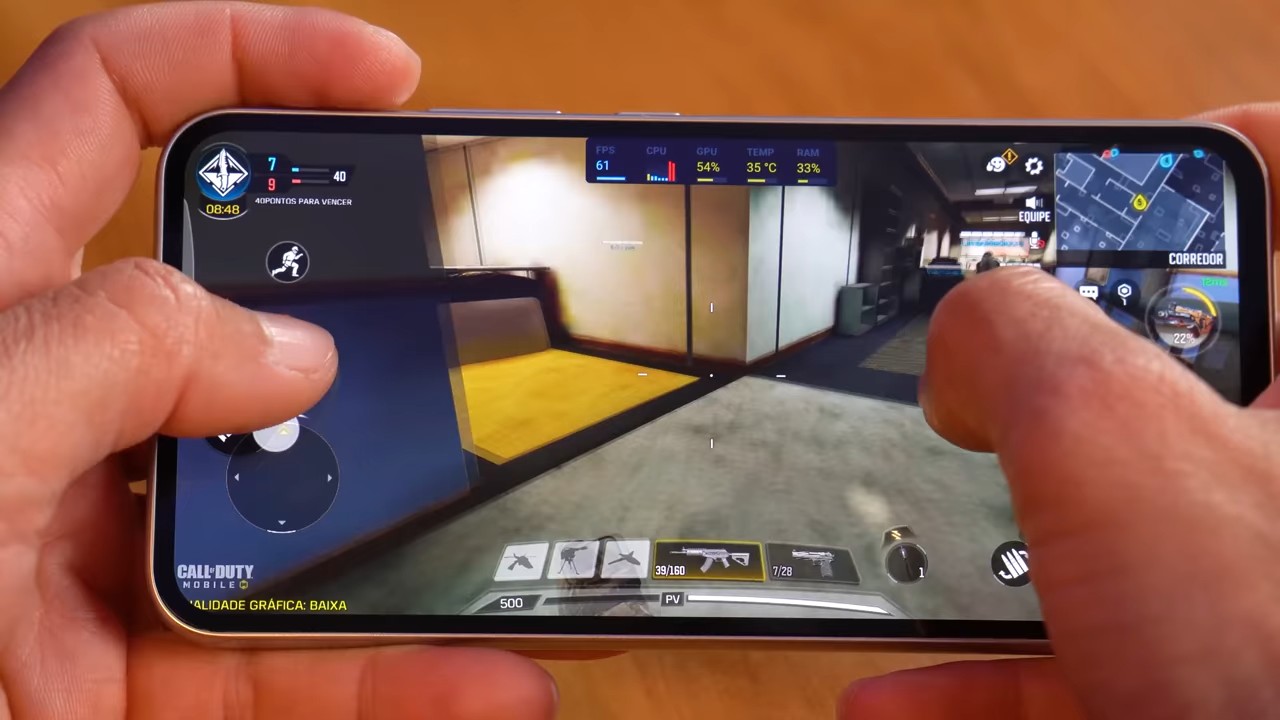 7
9
40
08:48
40PONTOS PARA VENCER
FPS CPU GPU TEMP RAM
61 54% 35 °C 33%
EQUIPE
CORREDOR
22%
39/160
7/28
1
500
PV
CALL OF DUTY
MOBILE
ALIDADE GRÁFICA: BAIXA